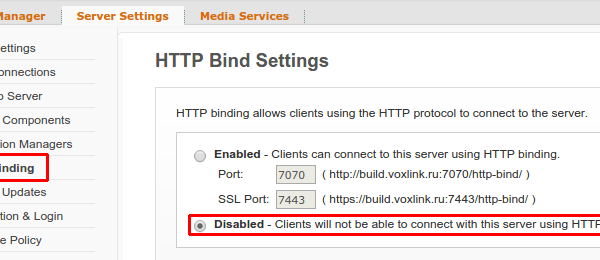 Manager Server Settings Media Services
ettings
onnections
o Server
Components
ion Managers
inding
Updates
tion & Login
e Policy
HTTP Bind Settings
HTTP binding allows clients using the HTTP protocol to connect to the server.
Enabled - Clients can connect to this server using HTTP binding.
Port: 7070 ( http://build.voxlink.ru:7070/http-bind/ )
SSL Port: 7443 ( https://build.voxlink.ru:7443/http-bind/ )
Disabled - Clients will not be able to connect with this server using HTTP